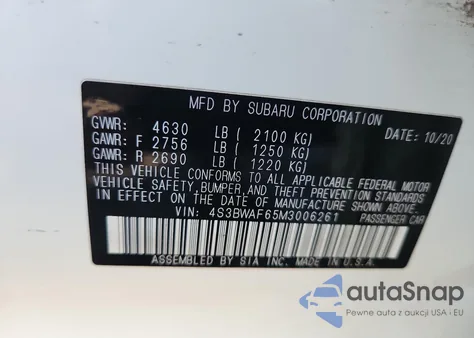 MFD BY SUBARU CORPORATION
DATE: 10/20
GVWR: 4630 LB ( 2100 KG)
GAWR: F 2756 LB ( 1250 KG)
GAWR: R 2690 LB ( 1220 KG)
THIS VEHICLE CONFORMS TO ALL APPLICABLE FEDERAL MOTOR
VEHICLE SAFETY, BUMPER, AND THEFT PREVENTION STANDARDS
IN EFFECT ON THE DATE OF MANUFACTURE SHOWN ABOVE.
VIN: 4S3BWAF65M3006261 PASSENGER CAR
ASSEMBLED BY SIA INC. MADE IN U.S.A.
autaSnap
Pewne auta z aukcji USA i EU